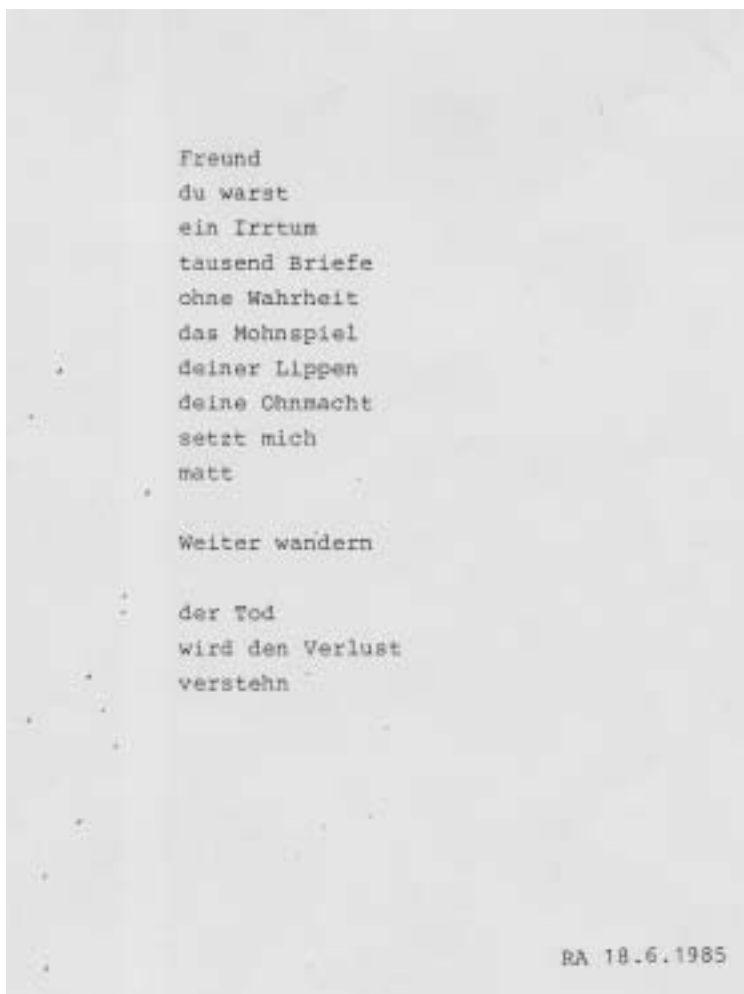 Freund
du warst
ein Irrtum
tausend Briefe
ohne Wahrheit
das Mohnspiel
deiner Lippen
deine Ohnmacht
setzt mich
matt
Weiter wandern
der Tod
wird den Verlust
verstehn
RA 18.6.1985